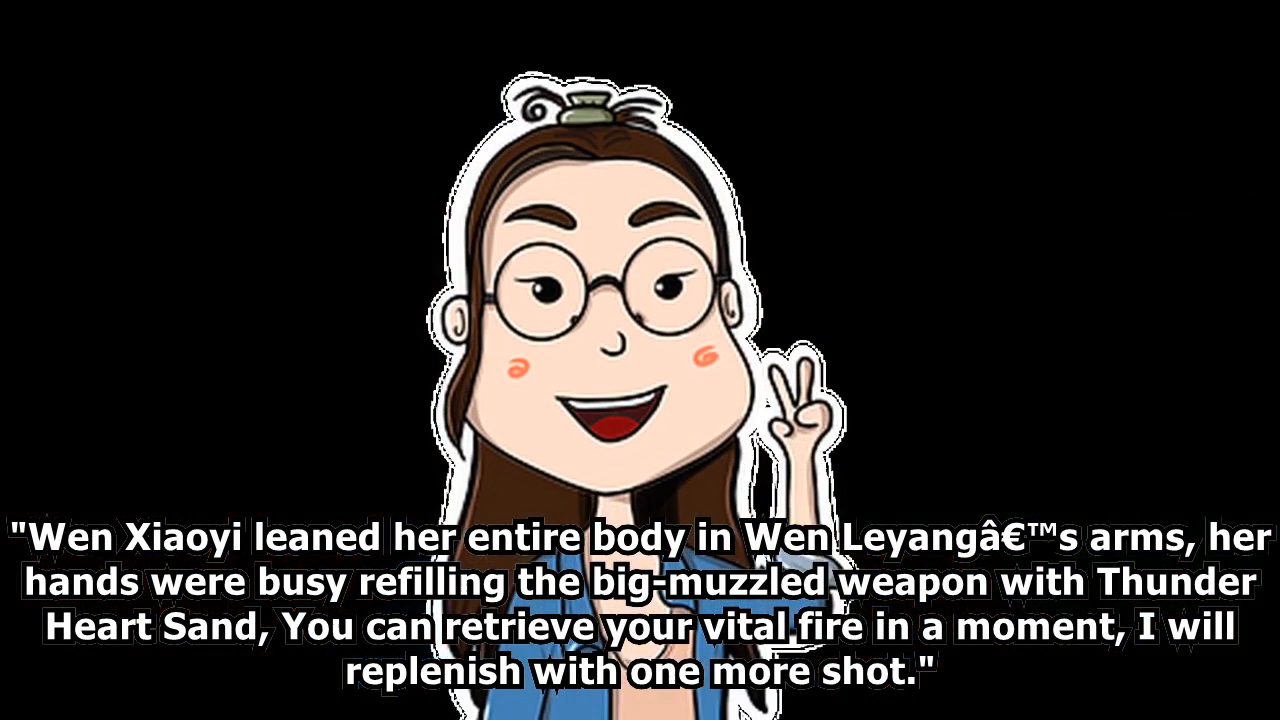 "Wen Xiaoyi leaned her entire body in Wen Leyangâ€™s arms, her
hands were busy refilling the big-muzzled weapon with Thunder
Heart Sand, You can retrieve your vital fire in a moment, I will
replenish with one more shot."